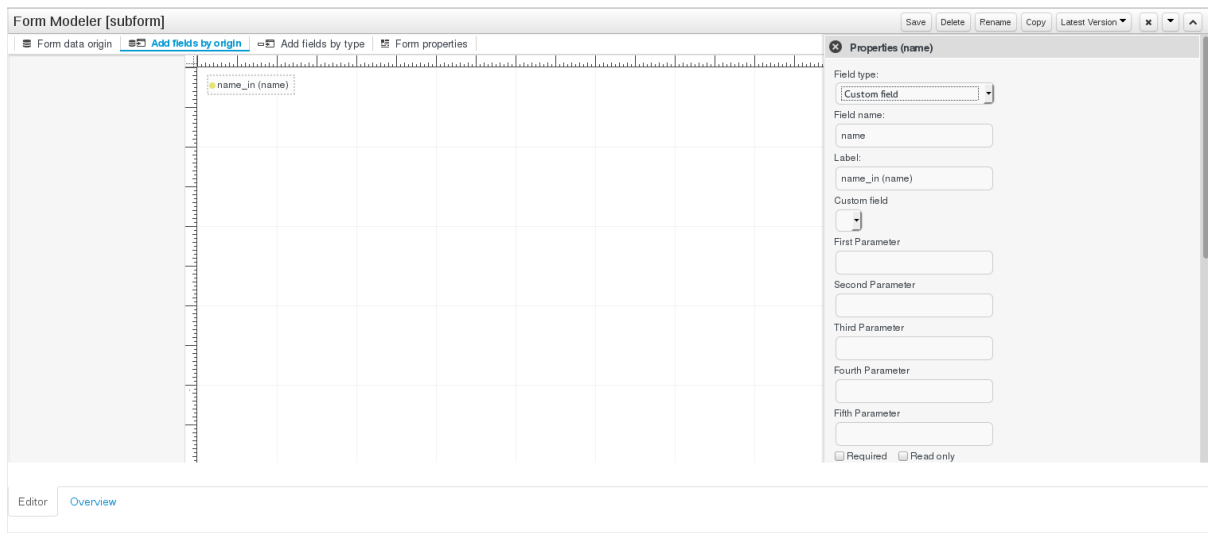 Form Modeler [subform]
Save Delete Rename Copy Latest Version
Form data origin Add fields by origin Add fields by type Form properties
Properties (name)
name_in (name)
Field type:
Custom field
Field name:
name
Label:
name_in (name)
Custom field
First Parameter
Second Parameter
Third Parameter
Fourth Parameter
Fifth Parameter
Required Read only
Editor Overview